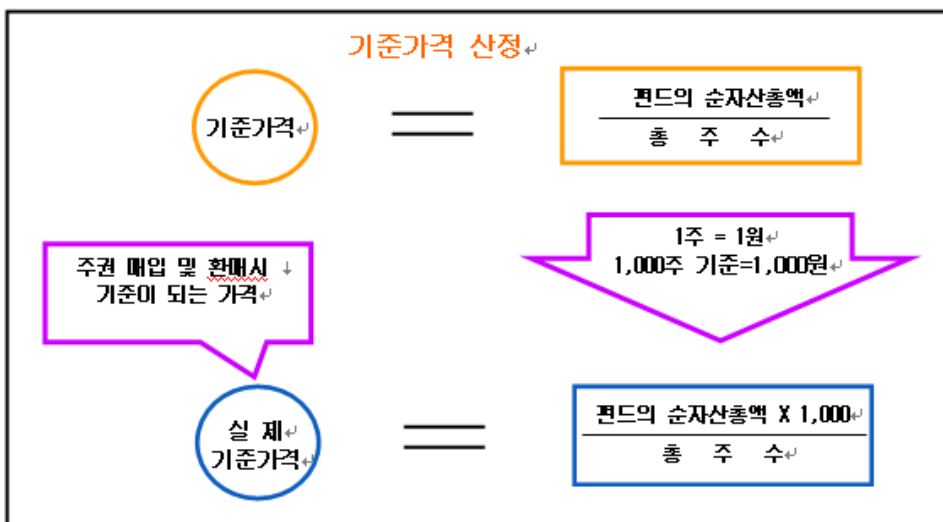 기준가격 산정
기준가격
펀드의 순자산총액
총 주 수
1주 = 1원
1,000주 기준=1,000원
주권 매입 및 환매시
기준이 되는 가격
실 제
기준가격
펀드의 순자산총액 X 1,000
총 주 수